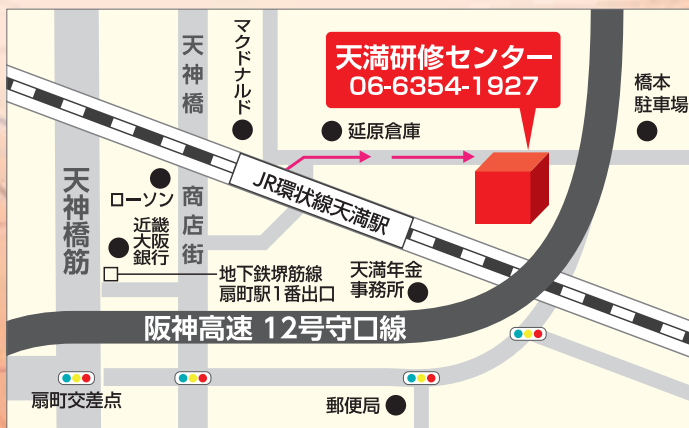 天満研修センター
06-6354-1927
マクドナルド
天神橋
商店街
延原倉庫
橋本
駐車場
JR環状線天満駅
天神橋筋
ローソン
近畿
大阪
銀行
地下鉄堺筋線
扇町駅1番出口
天満年金
事務所
阪神高速 12号守口線
扇町交差点
郵便局